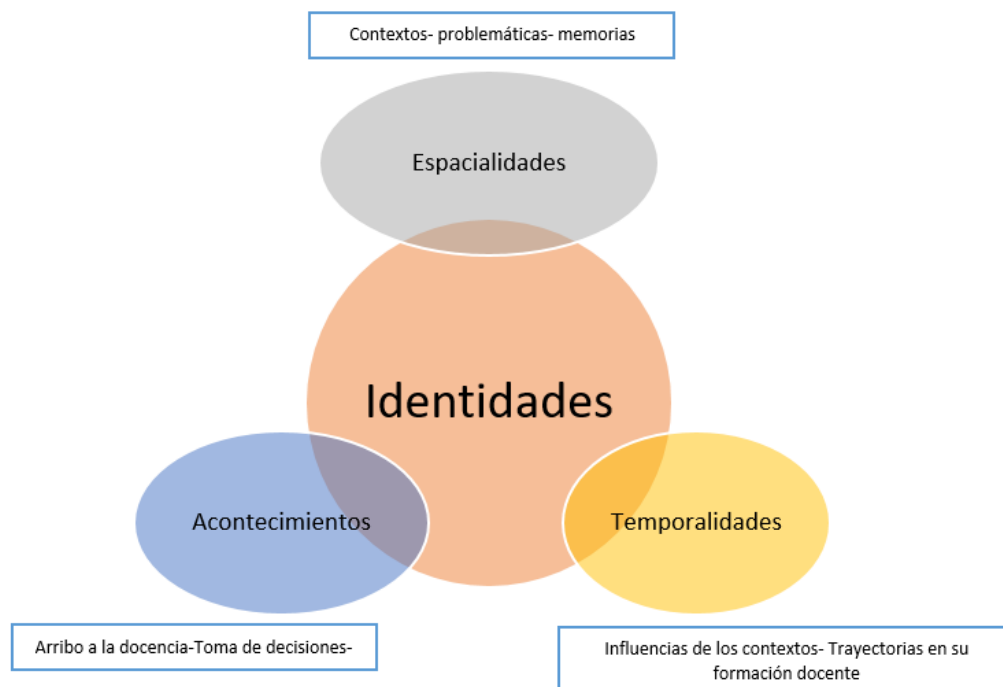 Contextos- problemáticas- memorias
Espacialidades
Identidades
Acontecimientos
Temporalidades
Arribo a la docencia-Toma de decisiones-
Influencias de los contextos- Trayectorias en su
formación docente